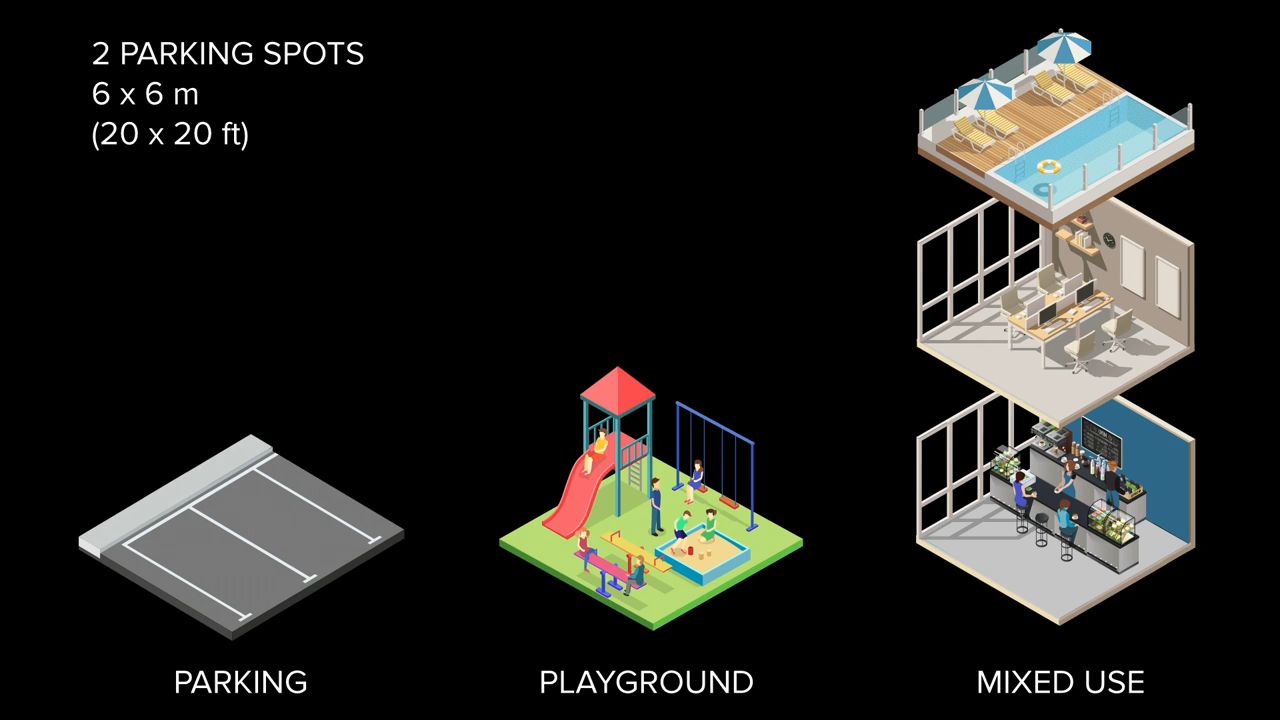 2 PARKING SPOTS
6 x 6 m
(20 x 20 ft)
PARKING
PLAYGROUND
MIXED USE